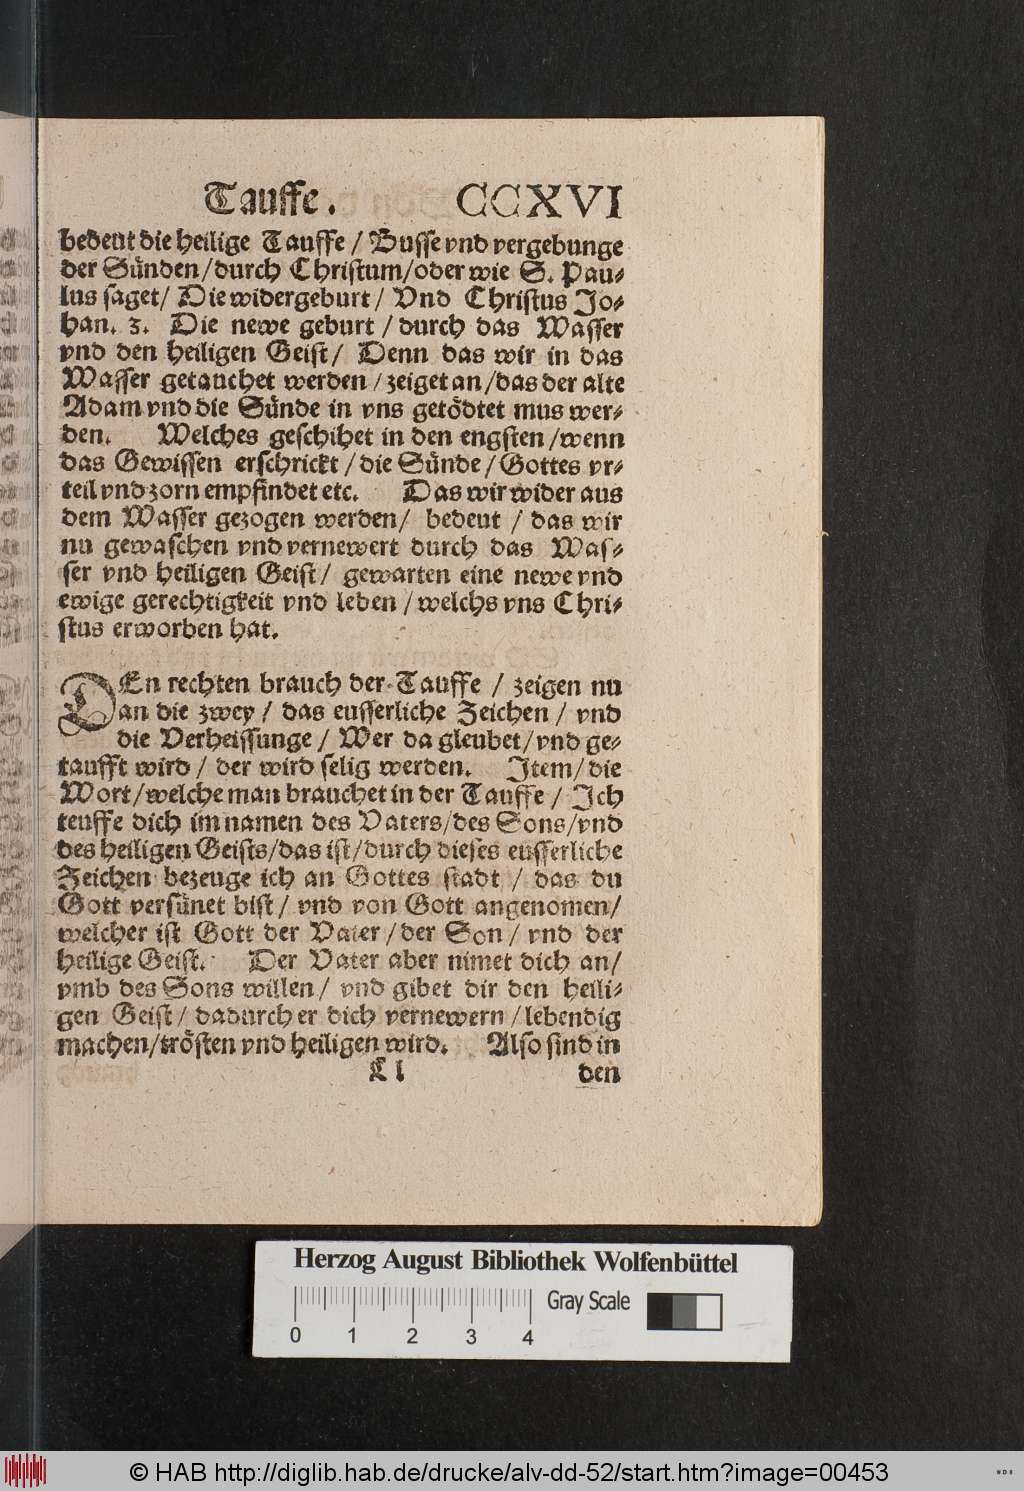 Tauffe. CCXVI
bedeut die heilige Tauffe / Busse vnd vergebunge
der Sünden/durch Christum/oder wie S. Pau-
lus saget/ Die widergeburt/ Vnd Christus Jo-
han. 3. Die newe geburt / durch das Wasser
vnd den heiligen Geist/ Denn das wir in das
Wasser getauchet werden / zeiget an/das der alte
Adam vnd die Sünde in vns getödtet mus wer-
den. Welches geschihet in den engsten /wenn
das Gewissen erschrickt / die Sünde / Gottes vr-
teil vnd zorn empfindet etc. Das wir wider aus
dem Wasser gezogen werden/ bedeut / das wir
nu gewaschen vnd vernewert durch das Was-
ser vnd heiligen Geist/ gewarten eine newe vnd
ewige gerechtigkeit vnd leben / welchs vns Chri-
stus erworben hat.
DEn rechten brauch der Tauffe / zeigen nu
an die zwey / das eusserliche Zeichen / vnd
die Verheissunge / Wer da gleubet/vnd ge-
taufft wird / der wird selig werden. Item/ die
Wort/welche man brauchet in der Tauffe / Ich
teuffe dich im namen des Vaters/des Sons/vnd
des heiligen Geists/das ist/durch dieses eusserliche
Zeichen bezeuge ich an Gottes stadt / das du
Gott versünet bist/ vnd von Gott angenomen/
welcher ist Gott der Vater / der Son / vnd der
heilige Geist. Der Vater aber nimet dich an/
vmb des Sons willen/ vnd gibet dir den heili-
gen Geist/ dadurch er dich vernewern / lebendig
machen/trösten vnd heiligen wird. Also sind in
Ll den
Herzog August Bibliothek Wolfenbüttel
Gray Scale
0 1 2 3 4
© HAB http://diglib.hab.de/drucke/alv-dd-52/start.htm?image=00453